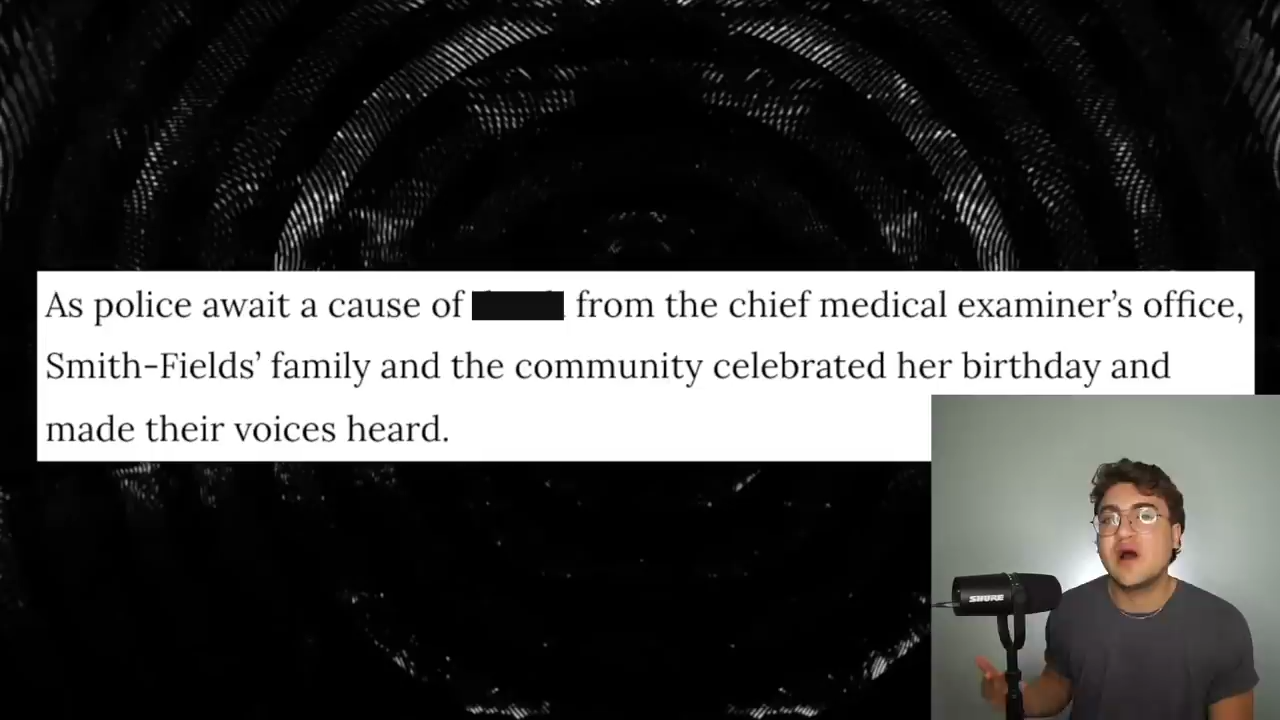 As police await a cause of from the chief medical examiner's office,
Smith-Fields' family and the community celebrated her birthday and
made their voices heard.
SHURE